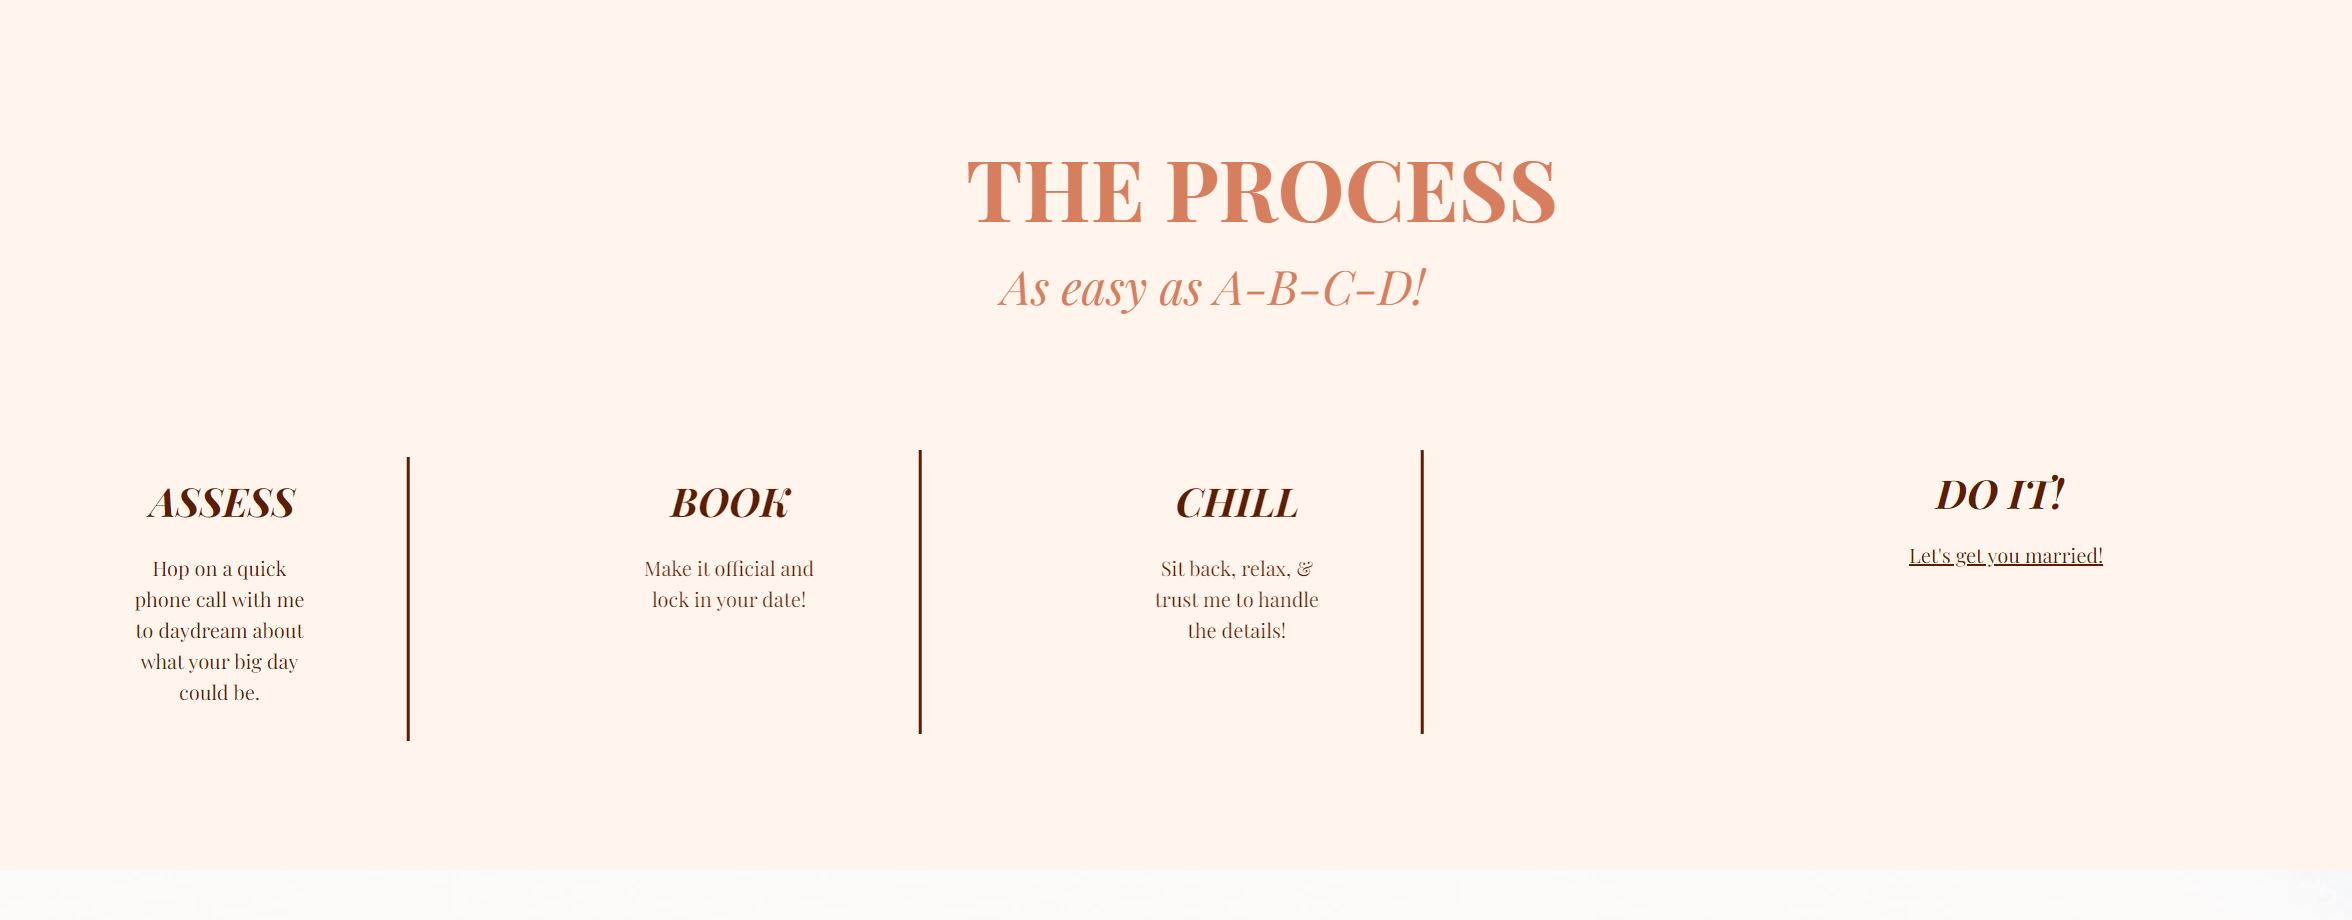 THE PROCESS
As easy as A-B-C-D!
ASSESS
Hop on a quick
phone call with me
to daydream about
what your big day
could be.
BOOK
Make it official and
lock in your date!
CHILL
Sit back, relax, &
trust me to handle
the details!
DO IT!
Let's get you married!